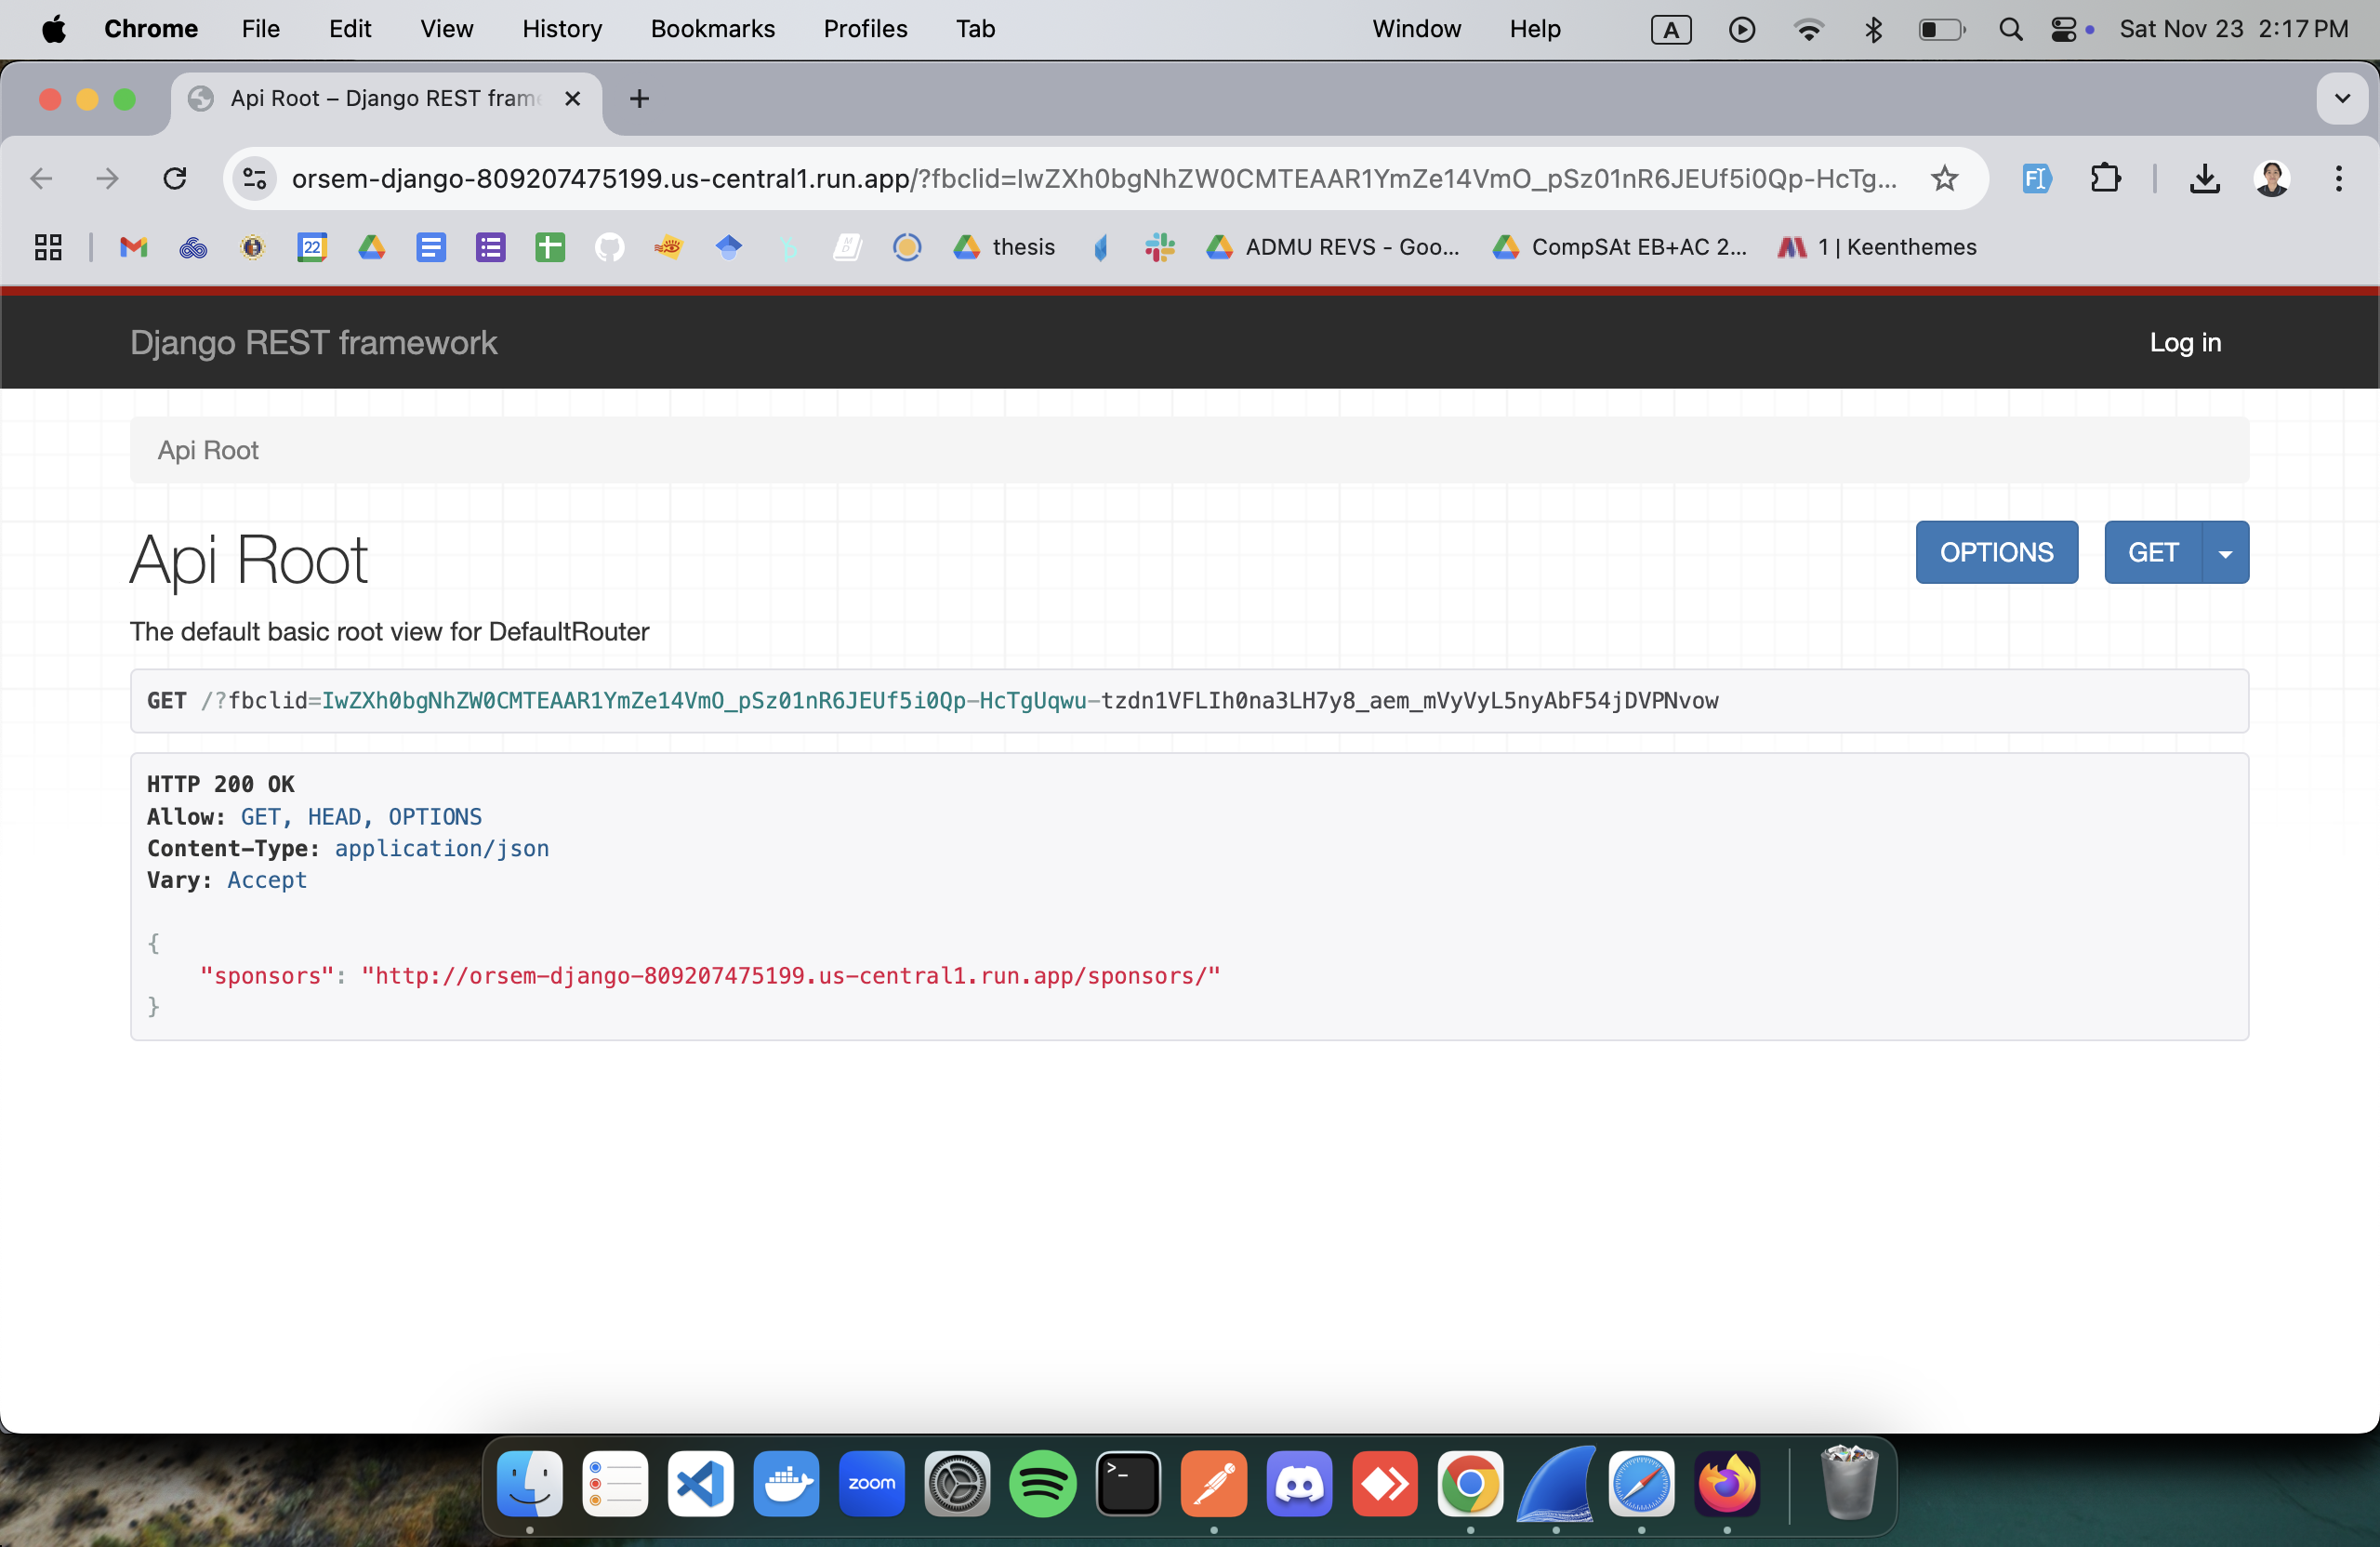 Chrome File Edit View History Bookmarks Profiles Tab Window Help A Sat Nov 23 2:17 PM
Api Root – Django REST frame
orsem-django-809207475199.us-central1.run.app/?fbclid=IwZXh0bgNhZW0CMTEAAR1YmZe14VmO_pSz01nR6JEUf5i0Qp-HcTg...
22 thesis ADMU REVS - Goo... CompSAt EB+AC 2... 1 | Keenthemes
Django REST framework Log in
Api Root
Api Root OPTIONS GET
The default basic root view for DefaultRouter
GET /?fbclid=IwZXh0bgNhZW0CMTEAAR1YmZe14VmO_pSz01nR6JEUf5i0Qp-HcTgUqwu-tzdn1VFLIh0na3LH7y8_aem_mVyVyL5nyAbF54jDVPNvow
HTTP 200 OK
Allow: GET, HEAD, OPTIONS
Content-Type: application/json
Vary: Accept
{
"sponsors": "http://orsem-django-809207475199.us-central1.run.app/sponsors/"
}
zoom